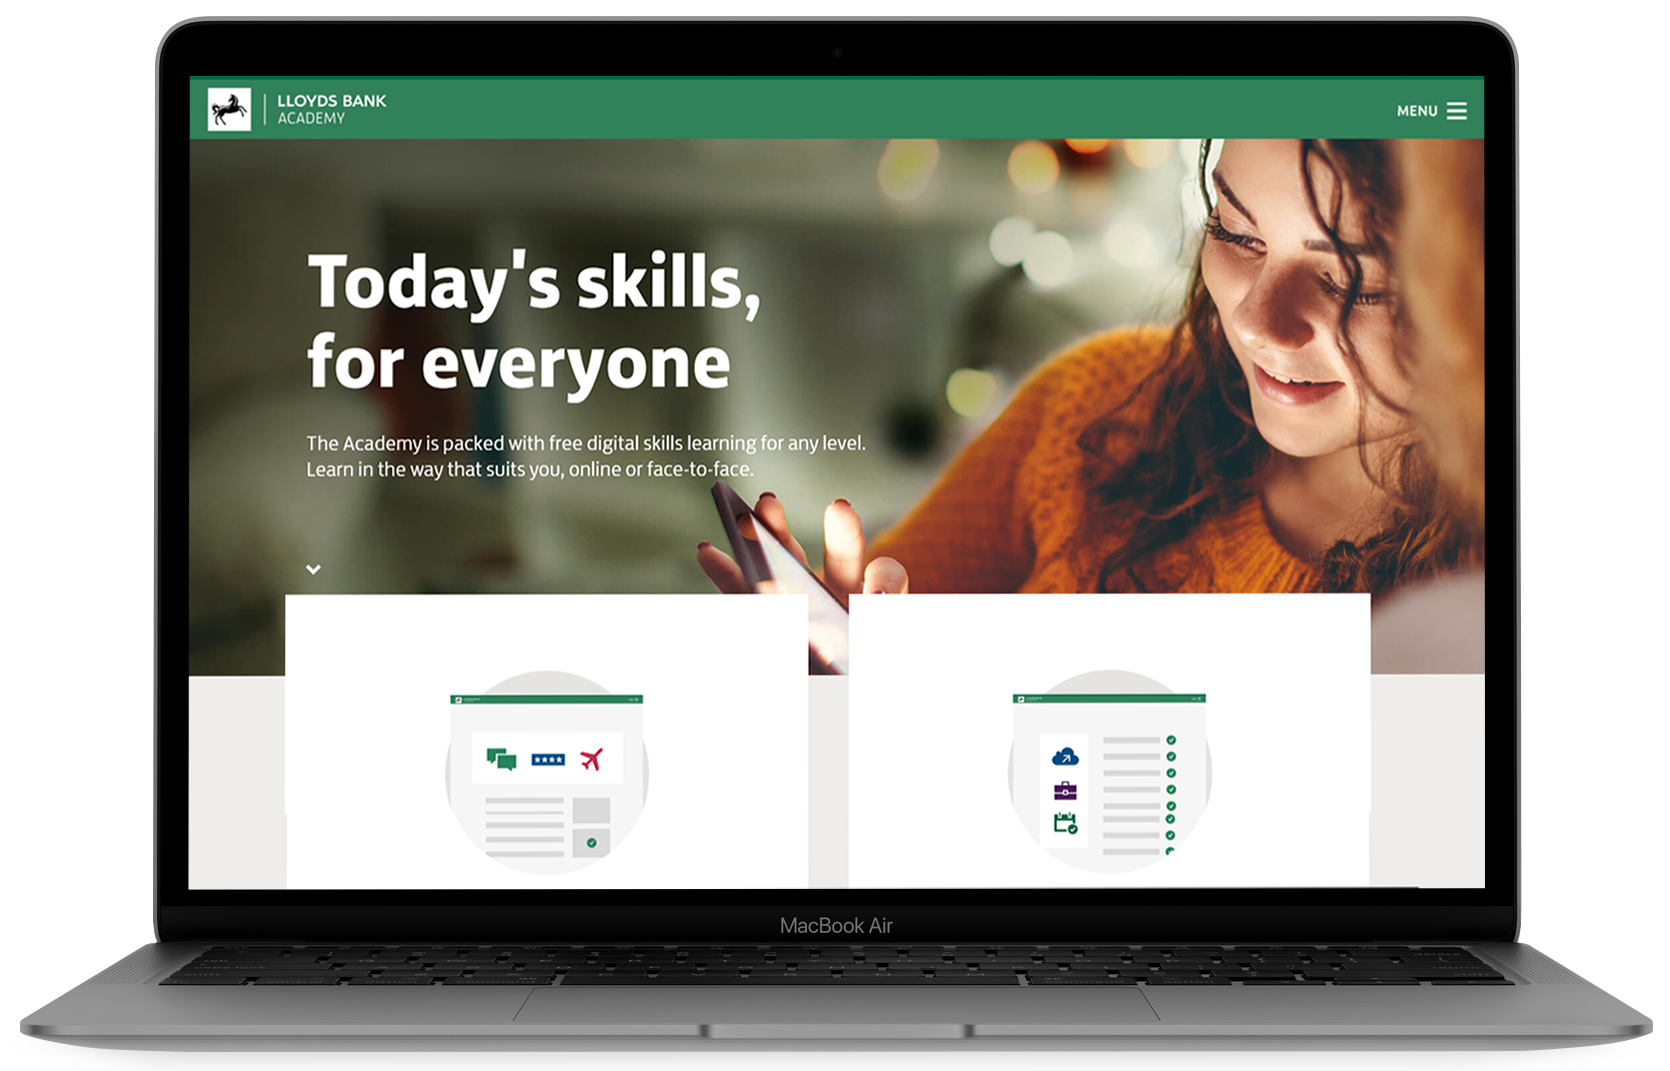 LLOYDS BANK
ACADEMY
MENU
Today's skills,
for everyone
The Academy is packed with free digital skills learning for any level.
Learn in the way that suits you, online or face-to-face.
MacBook Air